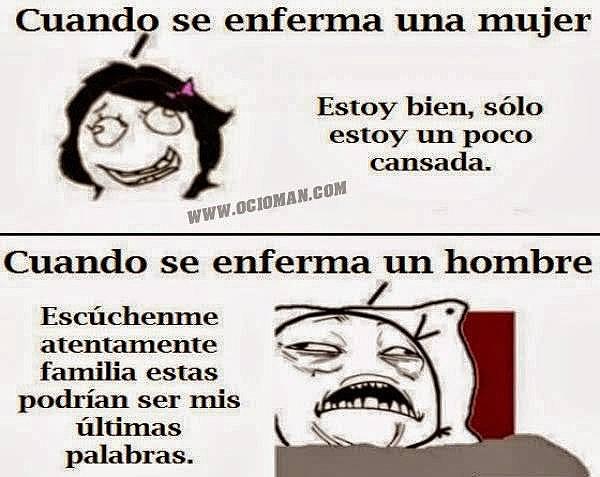 Cuando se enferma una mujer
Estoy bien, sólo
estoy un poco
cansada.
WWW.OCIOMAN.COM
Cuando se enferma un hombre
Escúchenme
atentamente
familia estas
podrían ser mis
últimas
palabras.